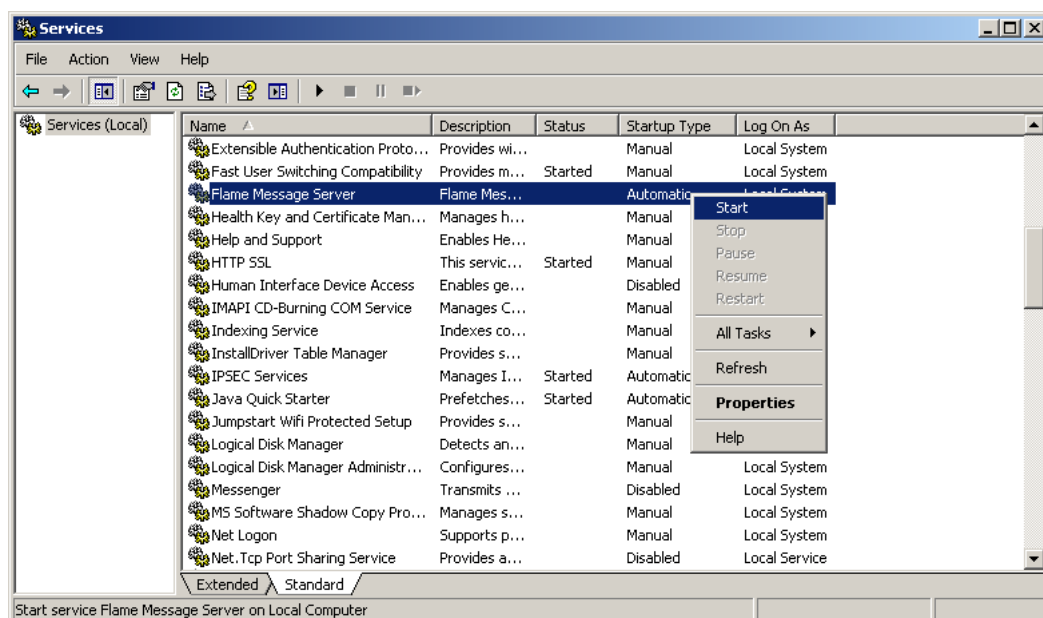 Services
File Action View Help
Services (Local)
Name Description Status Startup Type Log On As
Extensible Authentication Proto... Provides wi... Manual Local System
Fast User Switching Compatibility Provides m... Started Manual Local System
Flame Message Server Flame Mes... Automatic Local System
Health Key and Certificate Man... Manages h... Manual
Help and Support Enables He... Manual
HTTP SSL This servic... Started Manual
Human Interface Device Access Enables ge... Disabled
IMAPI CD-Burning COM Service Manages C... Manual
Indexing Service Indexes co... Manual
InstallDriver Table Manager Provides s... Manual
IPSEC Services Manages I... Started Automatic
Java Quick Starter Prefetches... Started Automatic
Jumpstart Wifi Protected Setup Provides s... Manual
Logical Disk Manager Detects an... Manual
Logical Disk Manager Administr... Configures... Manual Local System
Messenger Transmits ... Disabled Local System
MS Software Shadow Copy Pro... Manages s... Manual Local System
Net Logon Supports p... Manual Local System
Net.Tcp Port Sharing Service Provides a... Disabled Local Service
Start
Stop
Pause
Resume
Restart
All Tasks
Refresh
Properties
Help
Extended Standard
Start service Flame Message Server on Local Computer